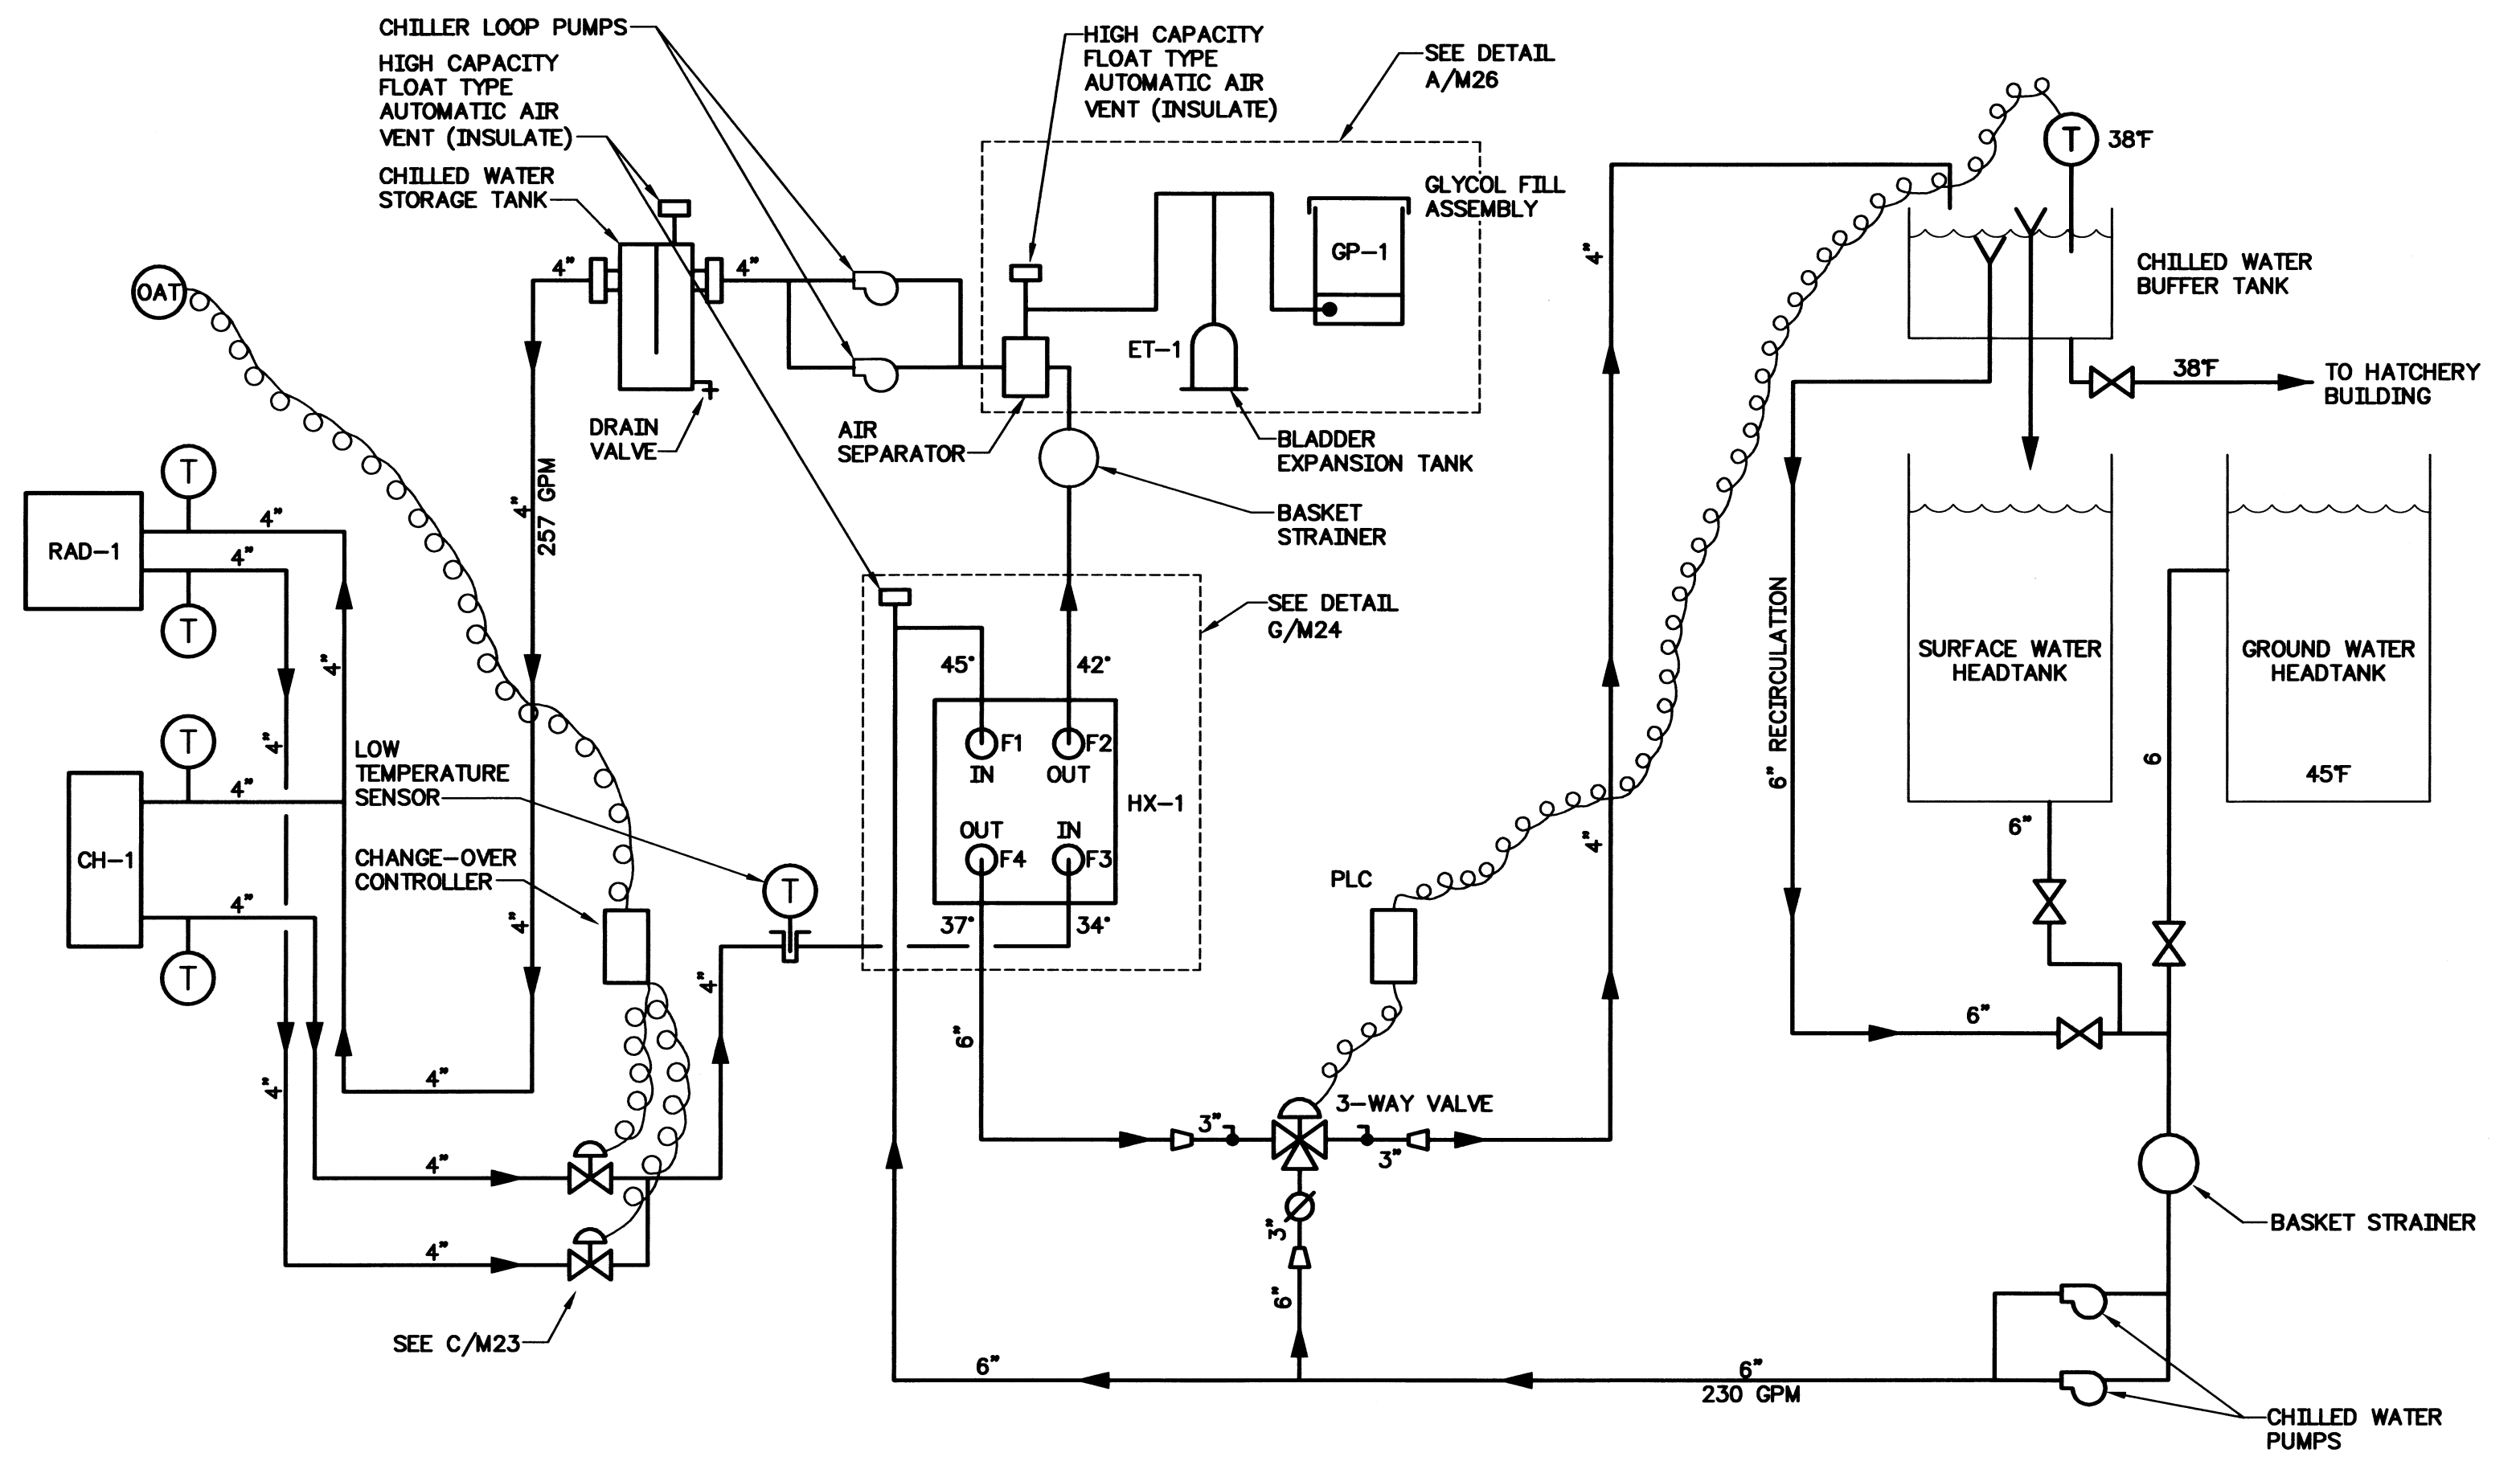 CHILLER LOOP PUMPS
HIGH CAPACITY
FLOAT TYPE
AUTOMATIC AIR
VENT (INSULATE)
CHILLED WATER
STORAGE TANK
HIGH CAPACITY
FLOAT TYPE
AUTOMATIC AIR
VENT (INSULATE)
SEE DETAIL
A/M26
T
38°F
GLYCOL FILL
ASSEMBLY
GP-1
ET-1
CHILLED WATER
BUFFER TANK
38°F
TO HATCHERY
BUILDING
OAT
4"
4"
4"
DRAIN
VALVE
AIR
SEPARATOR
BLADDER
EXPANSION TANK
BASKET
STRAINER
4"
257 GPM
T
RAD-1
4"
4"
T
4"
4"
T
CH-1
4"
4"
T
LOW
TEMPERATURE
SENSOR
CHANGE-OVER
CONTROLLER
T
4"
4"
SEE DETAIL
G/M24
45°
42°
F1
F2
IN
OUT
HX-1
OUT
IN
F4
F3
37°
34°
PLC
4"
6" RECIRCULATION
SURFACE WATER
HEADTANK
GROUND WATER
HEADTANK
45°F
6"
6
6"
4"
4"
4"
4"
6"
3"
3-WAY VALVE
3"
3"
6"
SEE C/M23
BASKET STRAINER
6"
6"
230 GPM
CHILLED WATER
PUMPS